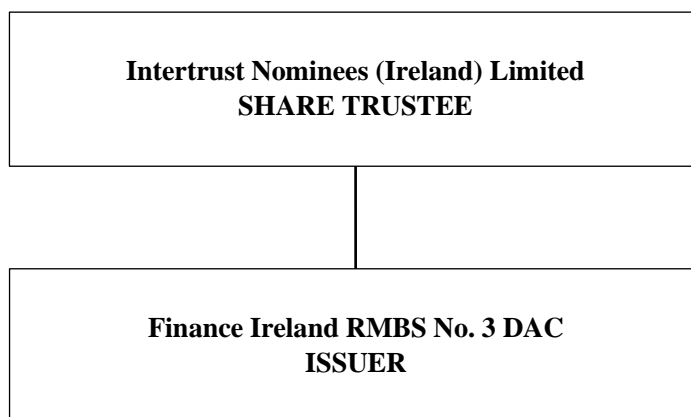 Intertrust Nominees (Ireland) Limited
SHARE TRUSTEE
Finance Ireland RMBS No. 3 DAC
ISSUER